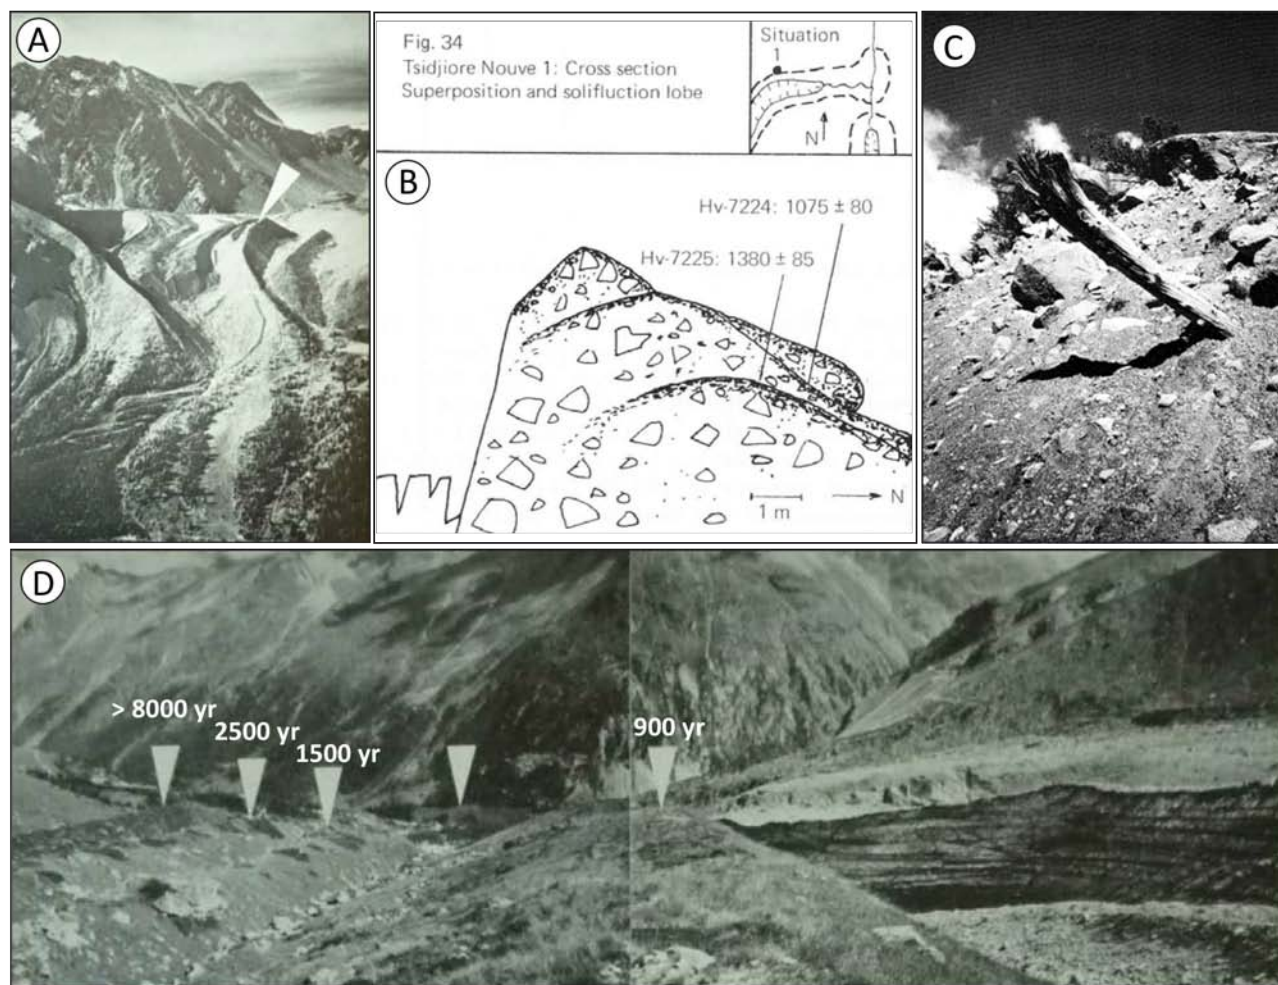 A
Fig. 34
Tsidjiore Nouve 1: Cross section
Superposition and solifluction lobe
Situation
1
N
B
Hv-7224: 1075 ± 80
Hv-7225: 1380 ± 85
1 m
N
C
D
> 8000 yr
2500 yr
1500 yr
900 yr